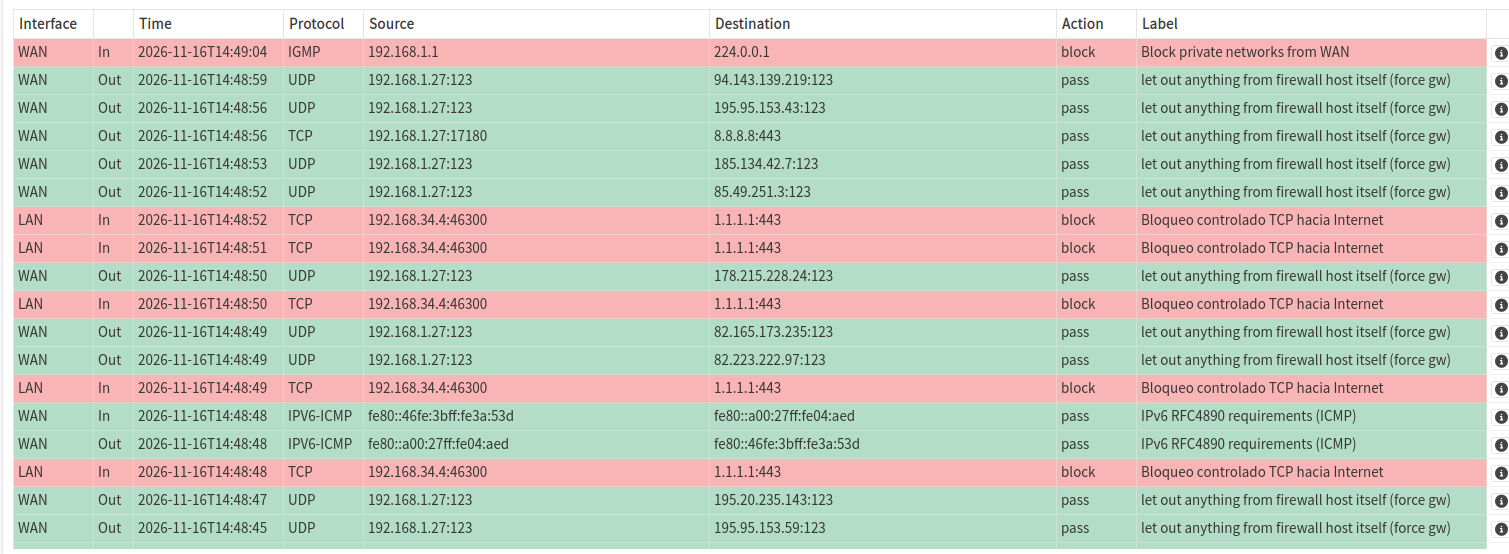 Interface Time Protocol Source Destination Action Label
WAN In 2026-11-16T14:49:04 IGMP 192.168.1.1 224.0.0.1 block Block private networks from WAN
WAN Out 2026-11-16T14:48:59 UDP 192.168.1.27:123 94.143.139.219:123 pass let out anything from firewall host itself (force gw)
WAN Out 2026-11-16T14:48:56 UDP 192.168.1.27:123 195.95.153.43:123 pass let out anything from firewall host itself (force gw)
WAN Out 2026-11-16T14:48:56 TCP 192.168.1.27:17180 8.8.8.8:443 pass let out anything from firewall host itself (force gw)
WAN Out 2026-11-16T14:48:53 UDP 192.168.1.27:123 185.134.42.7:123 pass let out anything from firewall host itself (force gw)
WAN Out 2026-11-16T14:48:52 UDP 192.168.1.27:123 85.49.251.3:123 pass let out anything from firewall host itself (force gw)
LAN In 2026-11-16T14:48:52 TCP 192.168.34.4:46300 1.1.1.1:443 block Bloqueo controlado TCP hacia Internet
LAN In 2026-11-16T14:48:51 TCP 192.168.34.4:46300 1.1.1.1:443 block Bloqueo controlado TCP hacia Internet
WAN Out 2026-11-16T14:48:50 UDP 192.168.1.27:123 178.215.228.24:123 pass let out anything from firewall host itself (force gw)
LAN In 2026-11-16T14:48:50 TCP 192.168.34.4:46300 1.1.1.1:443 block Bloqueo controlado TCP hacia Internet
WAN Out 2026-11-16T14:48:49 UDP 192.168.1.27:123 82.165.173.235:123 pass let out anything from firewall host itself (force gw)
WAN Out 2026-11-16T14:48:49 UDP 192.168.1.27:123 82.223.222.97:123 pass let out anything from firewall host itself (force gw)
LAN In 2026-11-16T14:48:49 TCP 192.168.34.4:46300 1.1.1.1:443 block Bloqueo controlado TCP hacia Internet
WAN In 2026-11-16T14:48:48 IPV6-ICMP fe80::46fe:3bff:fe3a:53d fe80::a00:27ff:fe04:aed pass IPv6 RFC4890 requirements (ICMP)
WAN Out 2026-11-16T14:48:48 IPV6-ICMP fe80::a00:27ff:fe04:aed fe80::46fe:3bff:fe3a:53d pass IPv6 RFC4890 requirements (ICMP)
LAN In 2026-11-16T14:48:48 TCP 192.168.34.4:46300 1.1.1.1:443 block Bloqueo controlado TCP hacia Internet
WAN Out 2026-11-16T14:48:47 UDP 192.168.1.27:123 195.20.235.143:123 pass let out anything from firewall host itself (force gw)
WAN Out 2026-11-16T14:48:45 UDP 192.168.1.27:123 195.95.153.59:123 pass let out anything from firewall host itself (force gw)